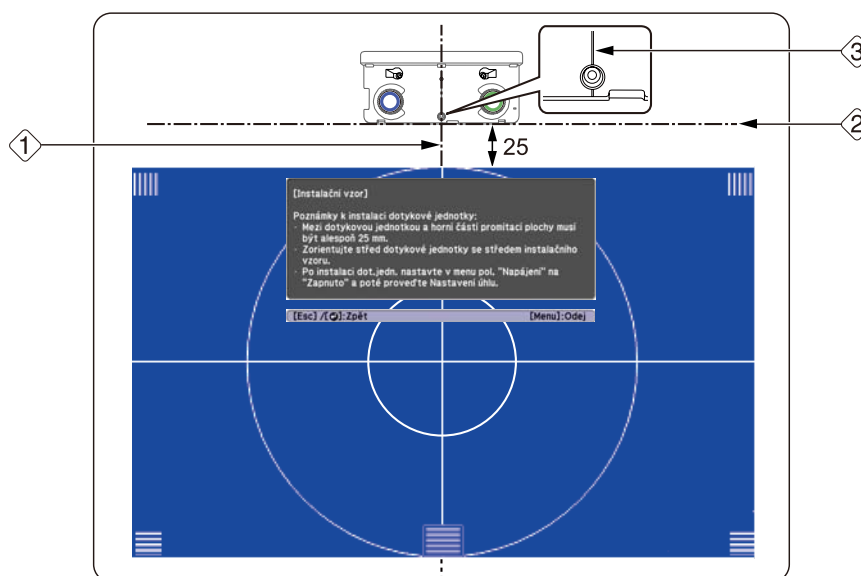 3
2
1
25
[Instalační vzor]
Poznámky k instalaci dotykové jednotky:
· Mezi dotykovou jednotkou a horní částí promítací plochy musí
být alespoň 25 mm.
· Zorientujte střed dotykové jednotky se středem instalačního
vzoru.
· Po instalaci dot.jedn. nastavte v menu pol. "Napájení" na
"Zapnuto" a poté proveďte Nastavení úhlu.
[Esc] /[⮐]:Zpět [Menu]:Odej